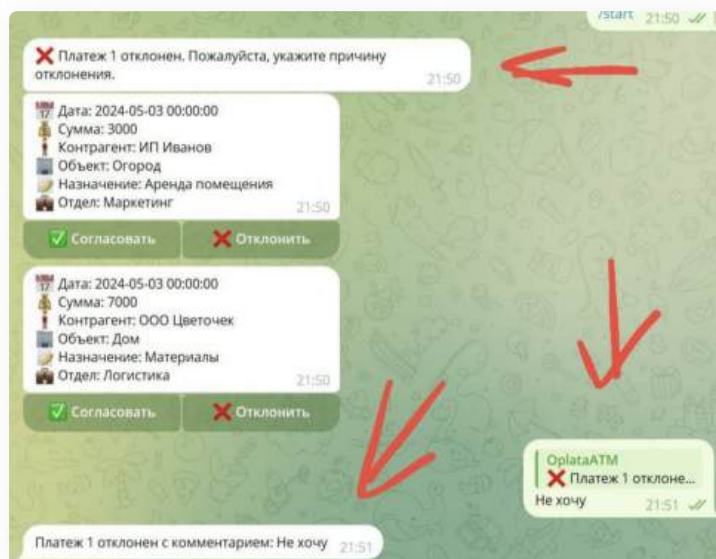 /start 21:50
❌ Платеж 1 отклонен. Пожалуйста, укажите причину
отклонения. 21:50
Дата: 2024-05-03 00:00:00
Сумма: 3000
Контрагент: ИП Иванов
Объект: Огород
Назначение: Аренда помещения
Отдел: Маркетинг 21:50
✅ Согласовать ❌ Отклонить
Дата: 2024-05-03 00:00:00
Сумма: 7000
Контрагент: ООО Цветочек
Объект: Дом
Назначение: Материалы
Отдел: Логистика 21:50
✅ Согласовать ❌ Отклонить
OplataATM
❌ Платеж 1 отклоне...
Не хочу 21:51
Платеж 1 отклонен с комментарием: Не хочу 21:51